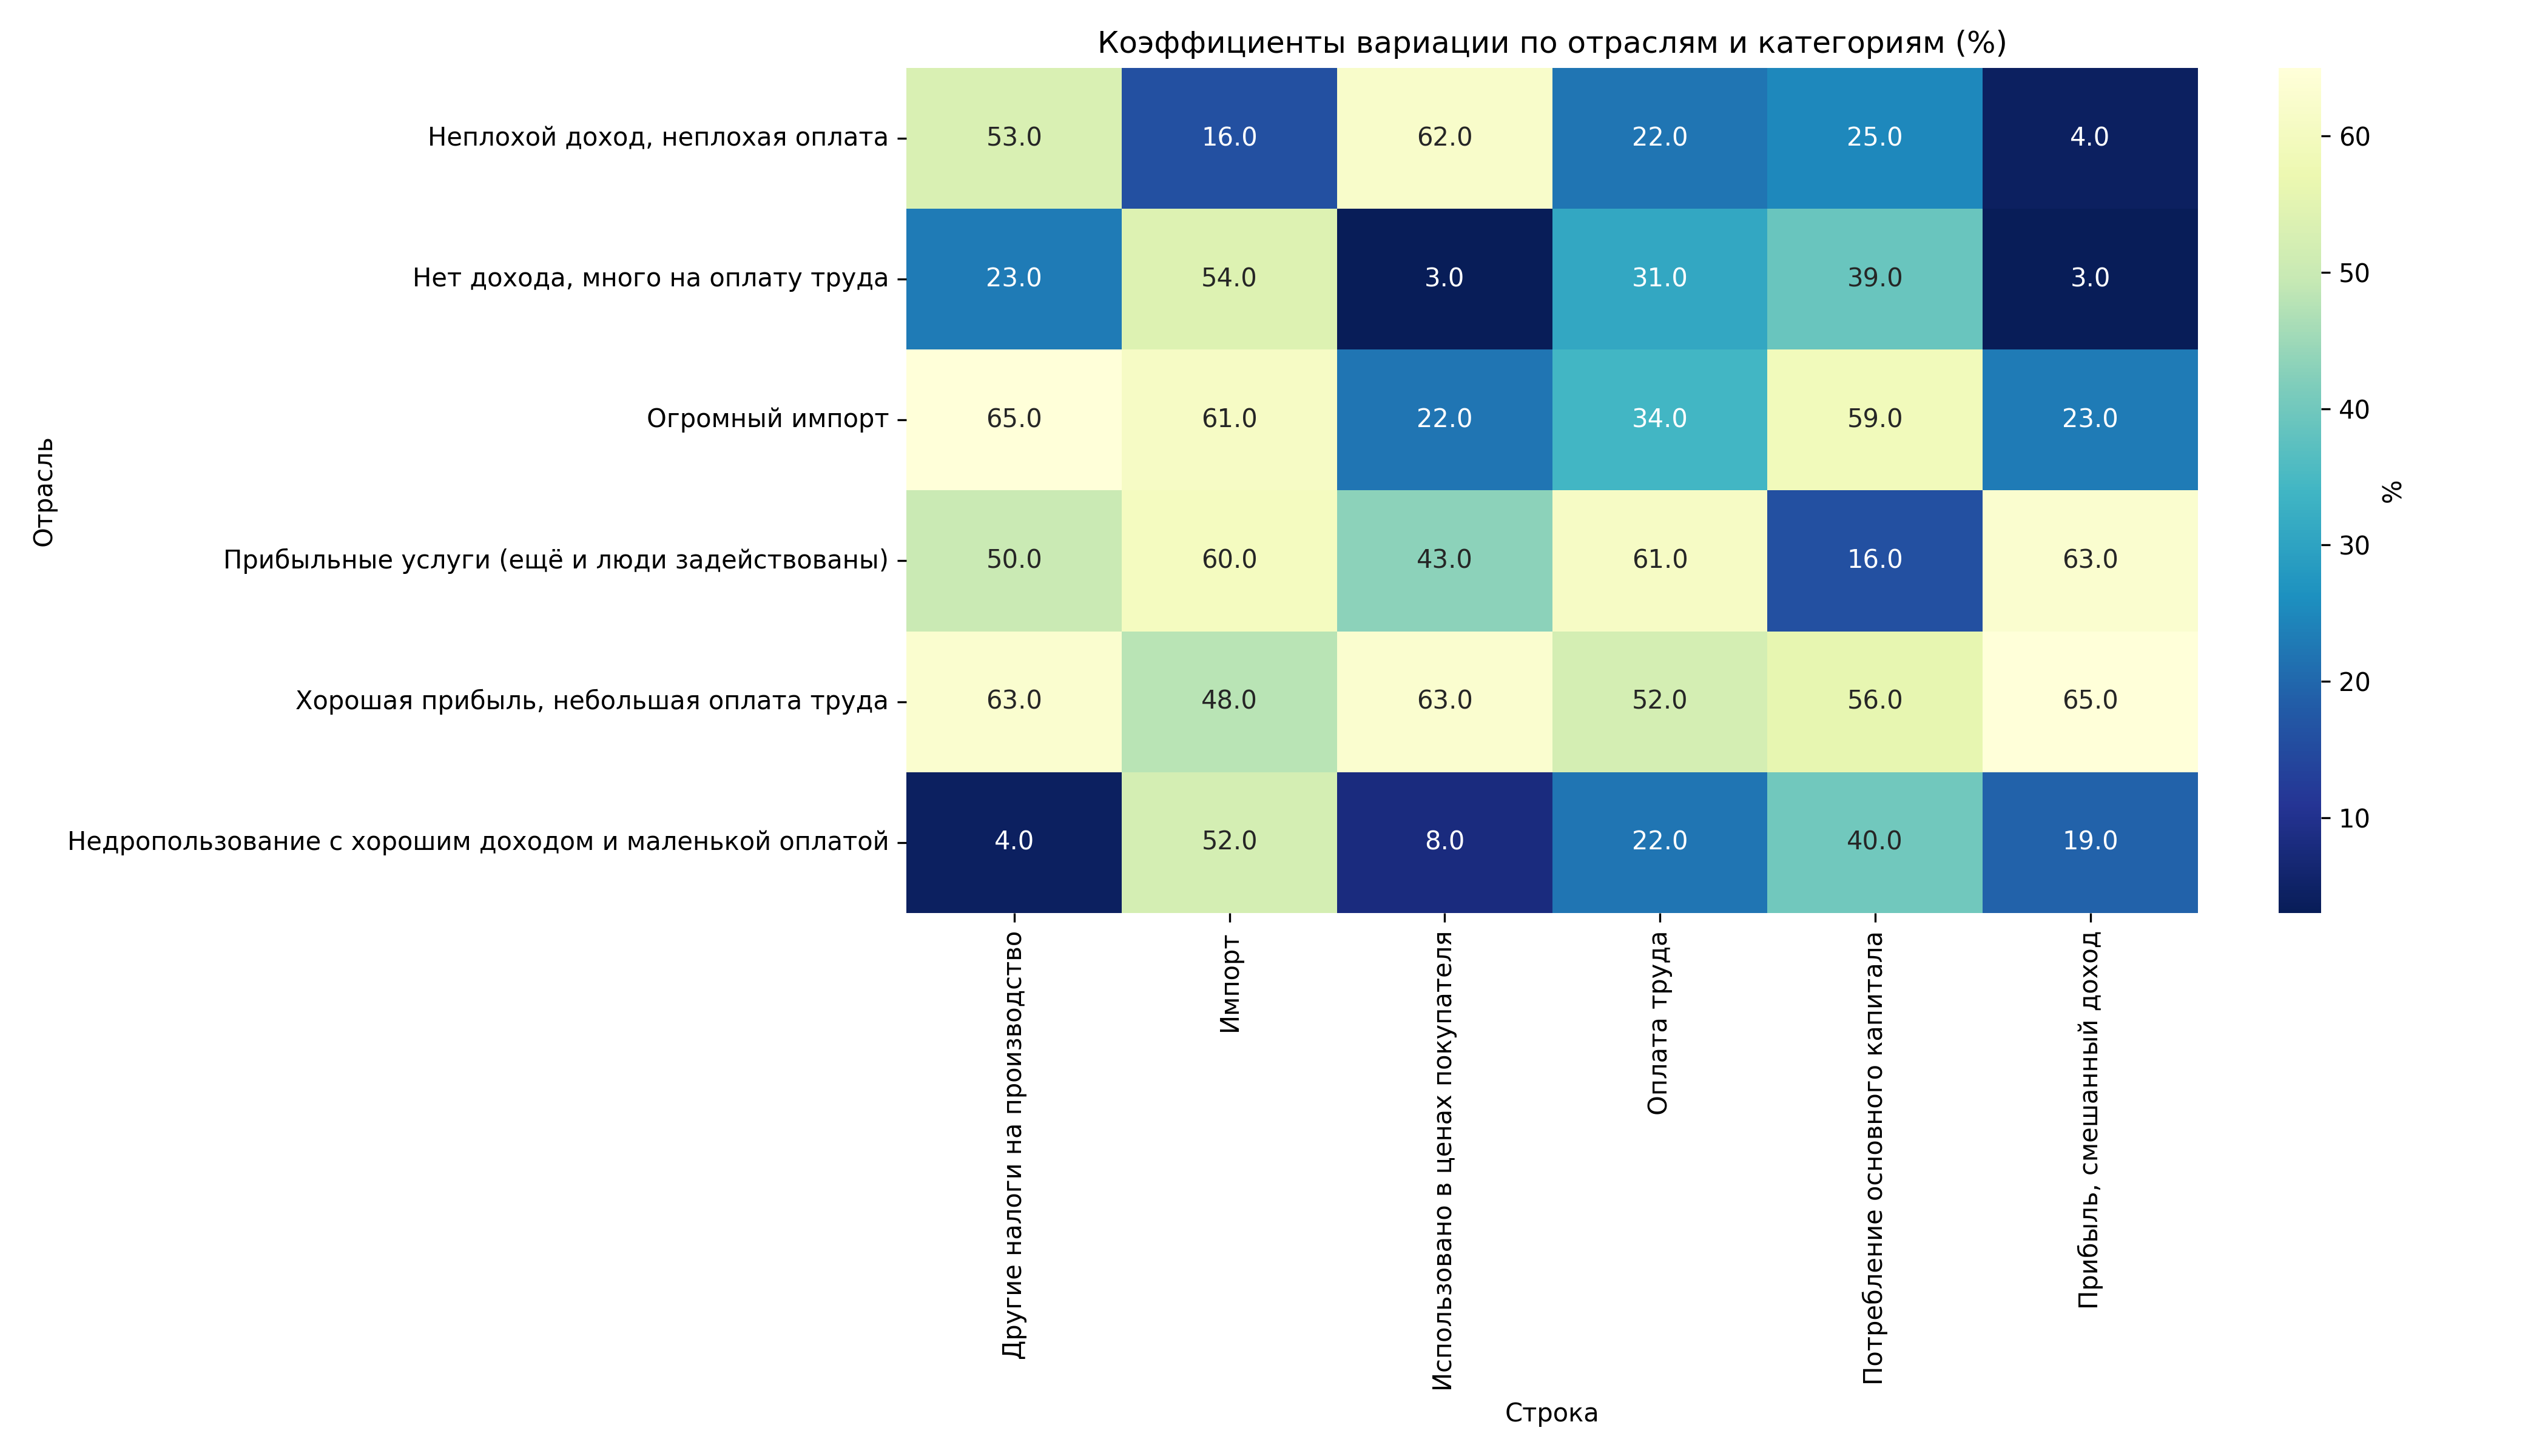 Коэффициенты вариации по отраслям и категориям (%)
Отрасль
Неплохой доход, неплохая оплата 53.0 16.0 62.0 22.0 25.0 4.0
Нет дохода, много на оплату труда 23.0 54.0 3.0 31.0 39.0 3.0
Огромный импорт 65.0 61.0 22.0 34.0 59.0 23.0
Прибыльные услуги (ещё и люди задействованы) 50.0 60.0 43.0 61.0 16.0 63.0
Хорошая прибыль, небольшая оплата труда 63.0 48.0 63.0 52.0 56.0 65.0
Недропользование с хорошим доходом и маленькой оплатой 4.0 52.0 8.0 22.0 40.0 19.0
Другие налоги на производство
Импорт
Использовано в ценах покупателя
Оплата труда
Потребление основного капитала
Прибыль, смешанный доход
Строка
60
50
40
30
20
10
%